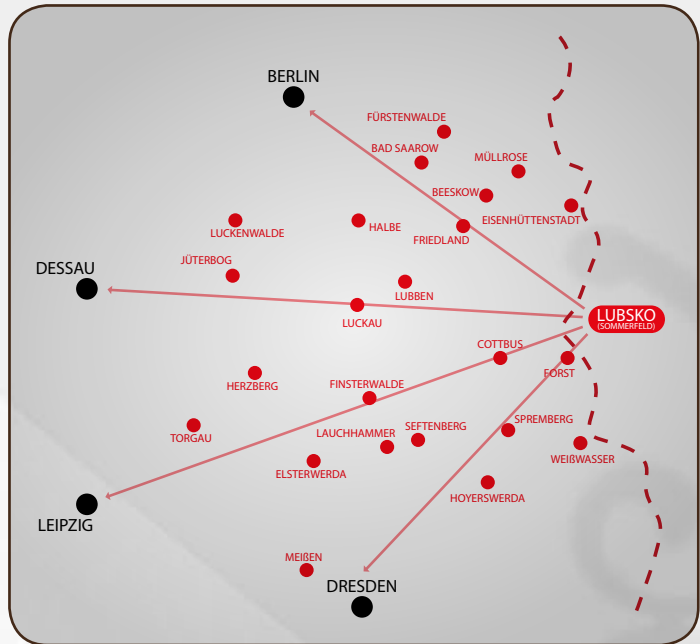 BERLIN
FÜRSTENWALDE
BAD SAAROW
MÜLLROSE
BEESKOW
EISENHÜTTENSTADT
HALBE
LUCKENWALDE
FRIEDLAND
JÜTERBOG
DESSAU
LUBBEN
LUBSKO
(SOMMERFELD)
LUCKAU
COTTBUS
FORST
FINSTERWALDE
HERZBERG
SPREMBERG
SEFTENBERG
LAUCHHAMMER
TORGAU
WEIßWASSER
ELSTERWERDA
HOYERSWERDA
LEIPZIG
MEIßEN
DRESDEN